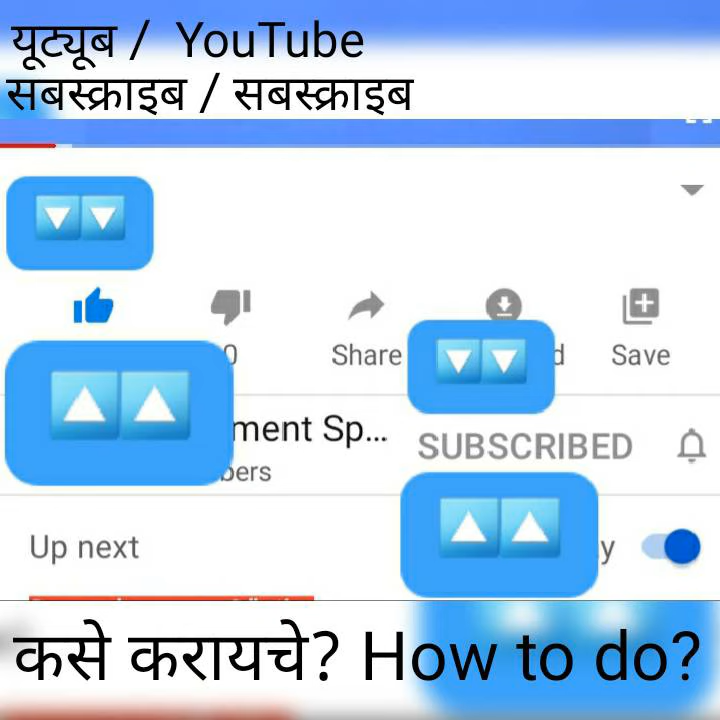 यूट्यूब / YouTube
सबस्क्राइब / सबस्क्राइब
0 Share Save
ment Sp...
SUBSCRIBED
bers
Up next
कसे करायचे? How to do?